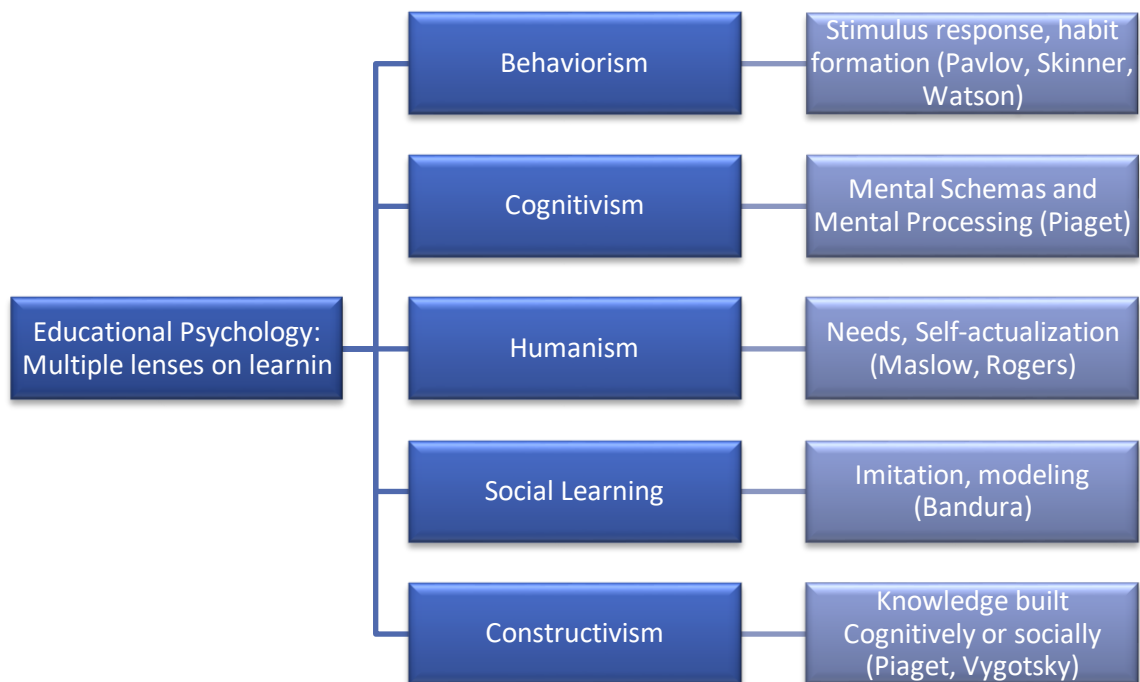 Educational Psychology:
Multiple lenses on learnin
Behaviorism
Stimulus response, habit
formation (Pavlov, Skinner,
Watson)
Cognitivism
Mental Schemas and
Mental Processing (Piaget)
Humanism
Needs, Self-actualization
(Maslow, Rogers)
Social Learning
Imitation, modeling
(Bandura)
Constructivism
Knowledge built
Cognitively or socially
(Piaget, Vygotsky)